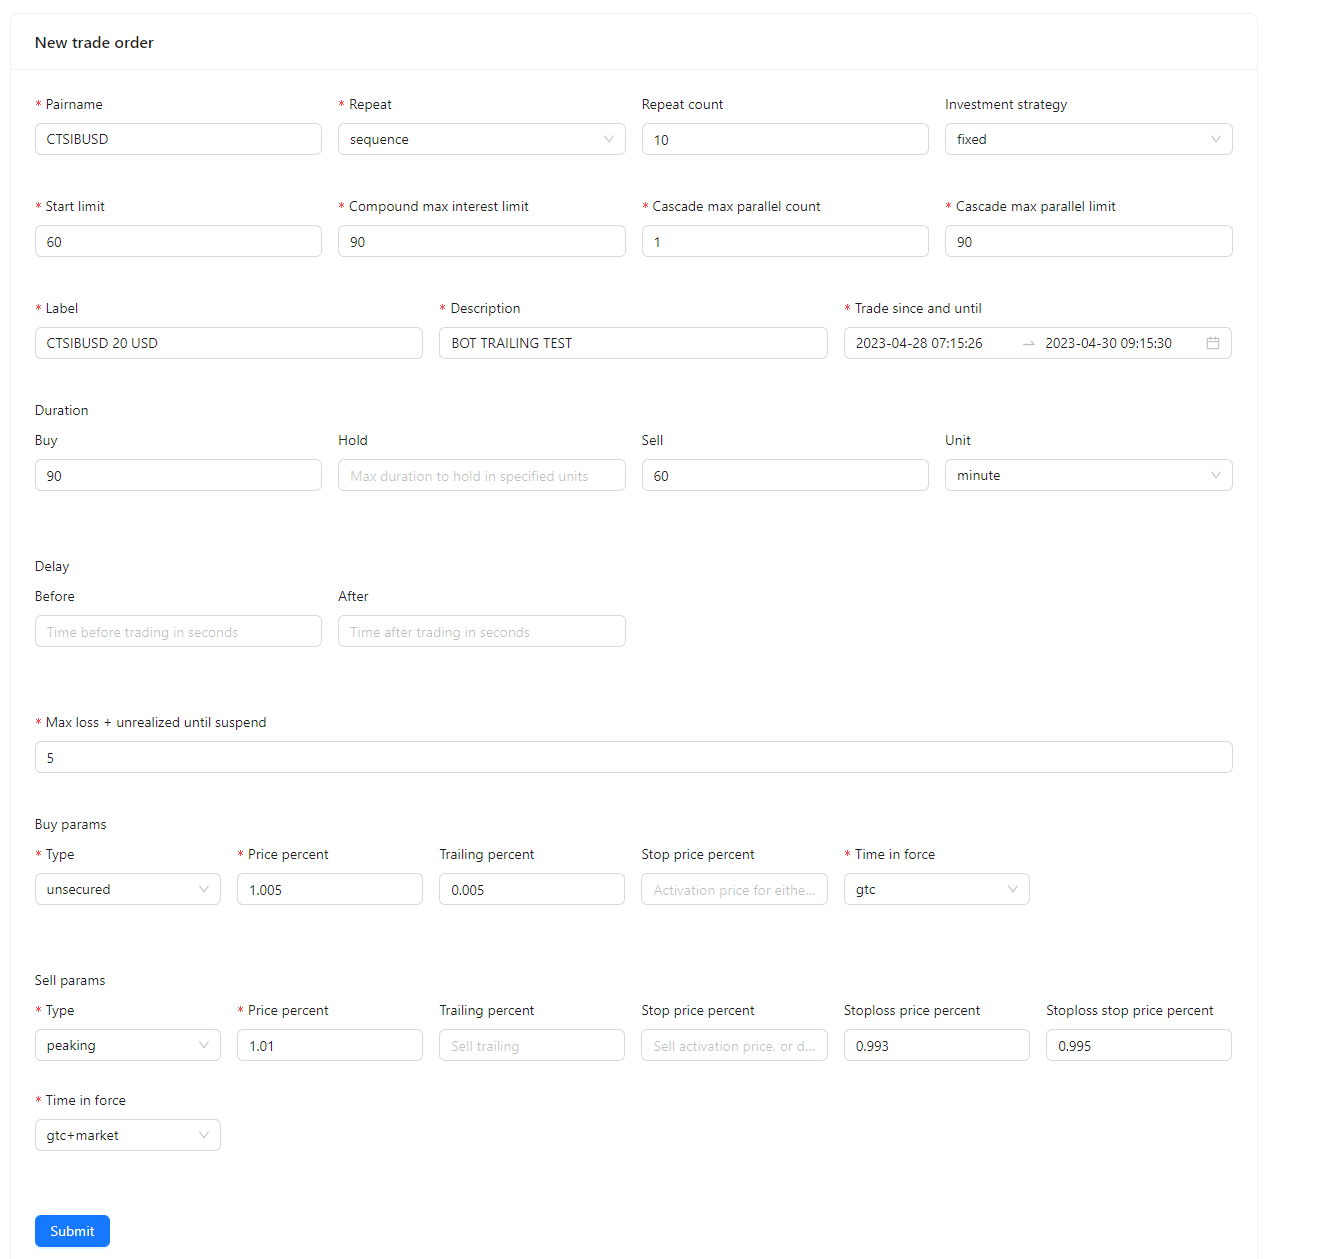 New trade order
* Pairname * Repeat Repeat count Investment strategy
CTSIBUSD sequence 10 fixed
* Start limit * Compound max interest limit * Cascade max parallel count * Cascade max parallel limit
60 90 1 90
* Label * Description * Trade since and until
CTSIBUSD 20 USD BOT TRAILING TEST 2023-04-28 07:15:26 → 2023-04-30 09:15:30
Duration
Buy Hold Sell Unit
90 Max duration to hold in specified units 60 minute
Delay
Before After
Time before trading in seconds Time after trading in seconds
* Max loss + unrealized until suspend
5
Buy params
* Type * Price percent Trailing percent Stop price percent * Time in force
unsecured 1.005 0.005 Activation price for eithe... gtc
Sell params
* Type * Price percent Trailing percent Stop price percent Stoploss price percent Stoploss stop price percent
peaking 1.01 Sell trailing Sell activation price, or d... 0.993 0.995
* Time in force
gtc+market
Submit